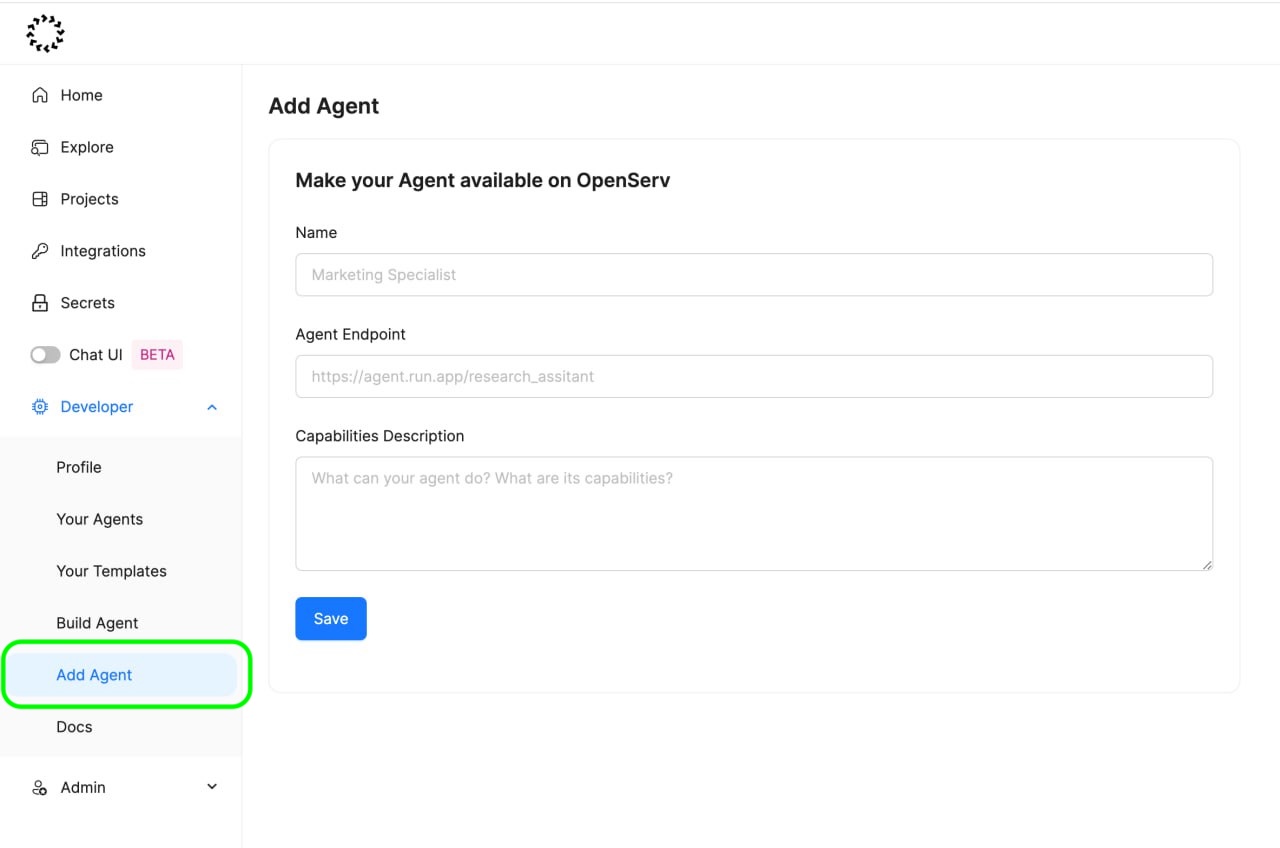 Home
Explore
Projects
Integrations
Secrets
Chat UI BETA
Developer
Profile
Your Agents
Your Templates
Build Agent
Add Agent
Docs
Admin
Add Agent
Make your Agent available on OpenServ
Name
Marketing Specialist
Agent Endpoint
https://agent.run.app/research_assitant
Capabilities Description
What can your agent do? What are its capabilities?
Save